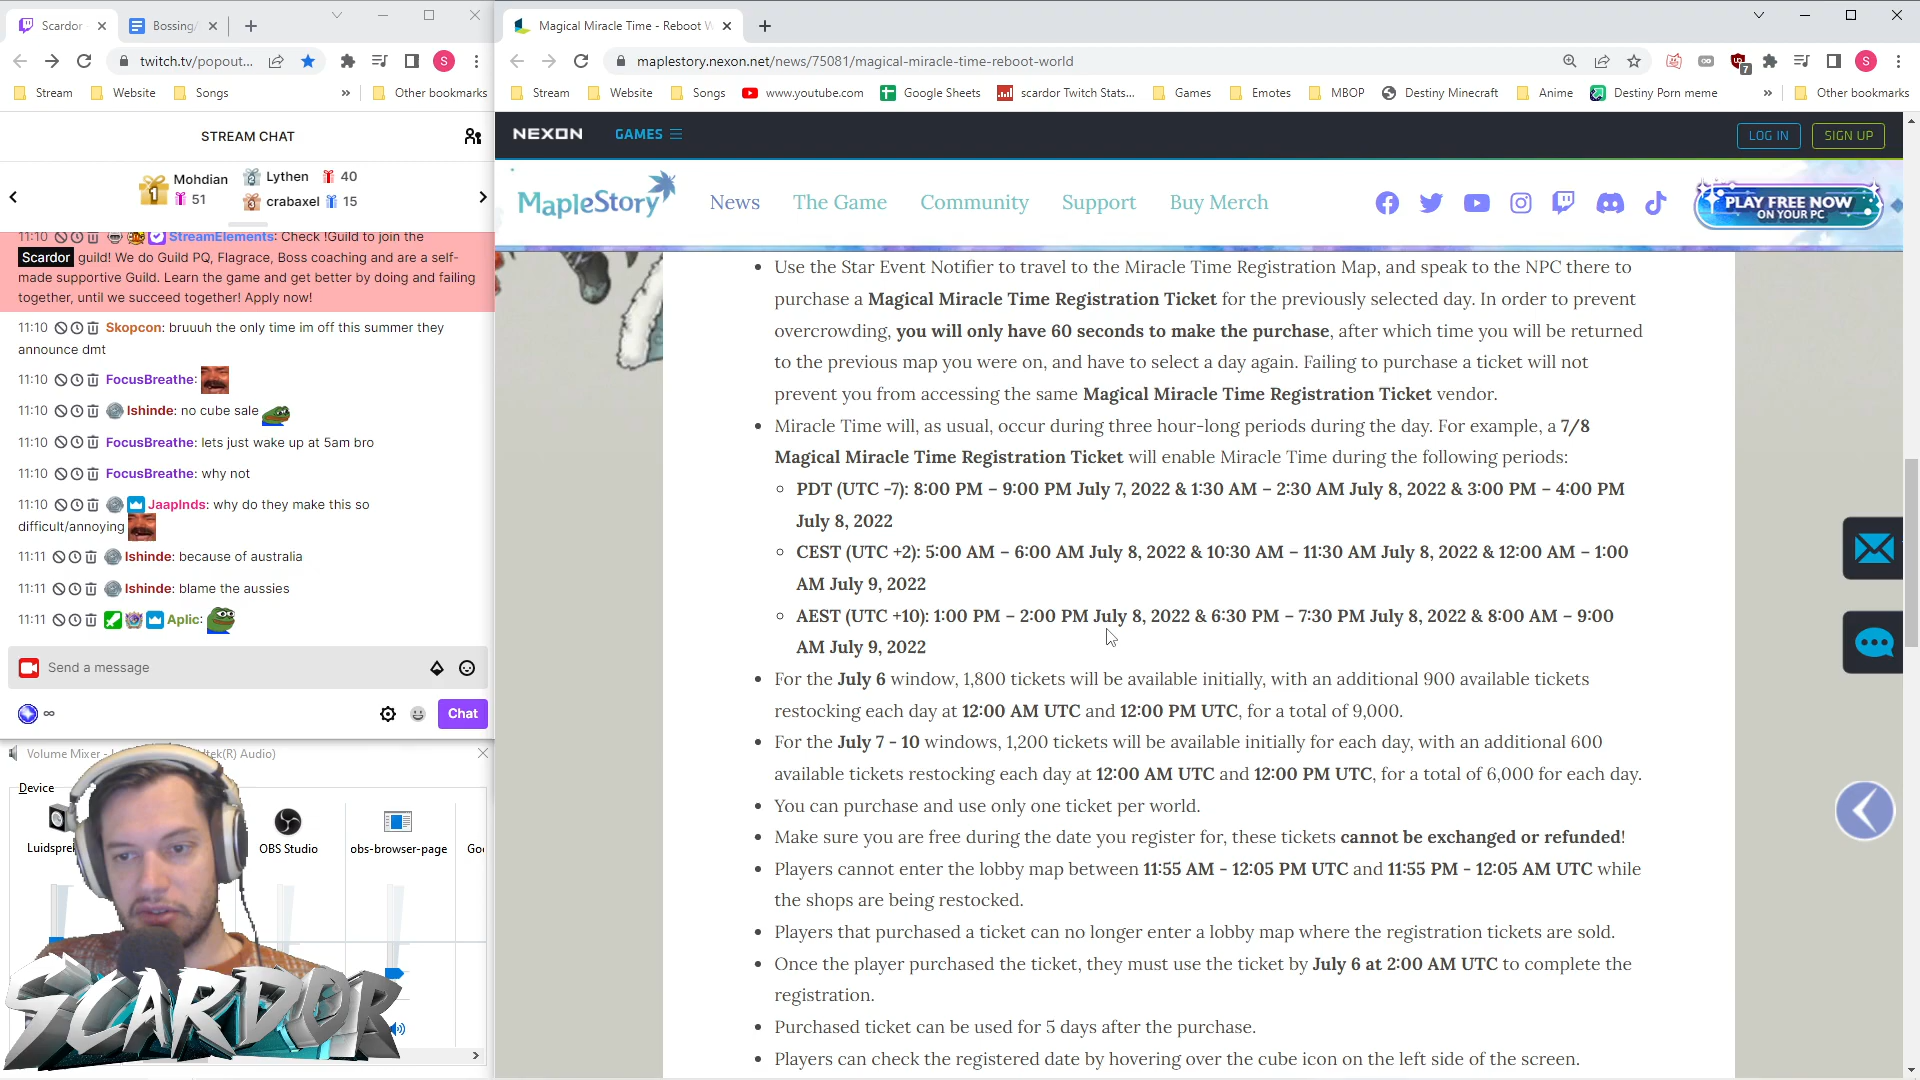 Scardor
Bossing
twitch.tv/popout...
S
Stream
Website
Songs
»
Other bookmarks
STREAM CHAT
Mohdian
51
Lythen 40
crabaxel 15
11:10 StreamElements: Check !Guild to join the
Scardor guild! We do Guild PQ, Flagrace, Boss coaching and are a self-
made supportive Guild. Learn the game and get better by doing and failing
together, until we succeed together! Apply now!
11:10 Skopcon: bruuuh the only time im off this summer they
announce dmt
11:10 FocusBreathe:
11:10 Ishinde: no cube sale
11:10 FocusBreathe: lets just wake up at 5am bro
11:10 FocusBreathe: why not
11:10 JaapInds: why do they make this so
difficult/annoying
11:11 Ishinde: because of australia
11:11 Ishinde: blame the aussies
11:11 Aplic:
Send a message
∞
Chat
Volume Mixer -
(R) Audio)
Device
OBS Studio
obs-browser-page
SCARDOR
Magical Miracle Time - Reboot W
maplestory.nexon.net/news/75081/magical-miracle-time-reboot-world
7
S
Stream
Website
Songs
www.youtube.com
Google Sheets
scardor Twitch Stats...
Games
Emotes
MBOP
Destiny Minecraft
Anime
Destiny Porn meme
»
Other bookmarks
NEXON
GAMES
LOG IN
SIGN UP
MapleStory
News
The Game
Community
Support
Buy Merch
PLAY FREE NOW
ON YOUR PC
• Use the Star Event Notifier to travel to the Miracle Time Registration Map, and speak to the NPC there to
purchase a Magical Miracle Time Registration Ticket for the previously selected day. In order to prevent
overcrowding, you will only have 60 seconds to make the purchase, after which time you will be returned
to the previous map you were on, and have to select a day again. Failing to purchase a ticket will not
prevent you from accessing the same Magical Miracle Time Registration Ticket vendor.
• Miracle Time will, as usual, occur during three hour-long periods during the day. For example, a 7/8
Magical Miracle Time Registration Ticket will enable Miracle Time during the following periods:
PDT (UTC -7): 8:00 PM – 9:00 PM July 7, 2022 & 1:30 AM – 2:30 AM July 8, 2022 & 3:00 PM – 4:00 PM
July 8, 2022
CEST (UTC +2): 5:00 AM – 6:00 AM July 8, 2022 & 10:30 AM – 11:30 AM July 8, 2022 & 12:00 AM – 1:00
AM July 9, 2022
AEST (UTC +10): 1:00 PM – 2:00 PM July 8, 2022 & 6:30 PM – 7:30 PM July 8, 2022 & 8:00 AM – 9:00
AM July 9, 2022
• For the July 6 window, 1,800 tickets will be available initially, with an additional 900 available tickets
restocking each day at 12:00 AM UTC and 12:00 PM UTC, for a total of 9,000.
• For the July 7 - 10 windows, 1,200 tickets will be available initially for each day, with an additional 600
available tickets restocking each day at 12:00 AM UTC and 12:00 PM UTC, for a total of 6,000 for each day.
• You can purchase and use only one ticket per world.
• Make sure you are free during the date you register for, these tickets cannot be exchanged or refunded!
• Players cannot enter the lobby map between 11:55 AM - 12:05 PM UTC and 11:55 PM - 12:05 AM UTC while
the shops are being restocked.
• Players that purchased a ticket can no longer enter a lobby map where the registration tickets are sold.
• Once the player purchased the ticket, they must use the ticket by July 6 at 2:00 AM UTC to complete the
registration.
• Purchased ticket can be used for 5 days after the purchase.
• Players can check the registered date by hovering over the cube icon on the left side of the screen.